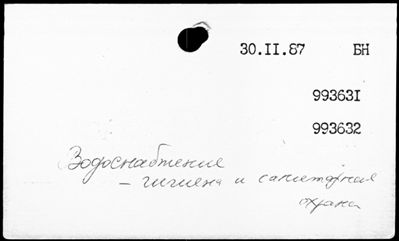 30.II.87 БН
993631
993632
Водоснабжение
- гигиена и санитарная
охрана